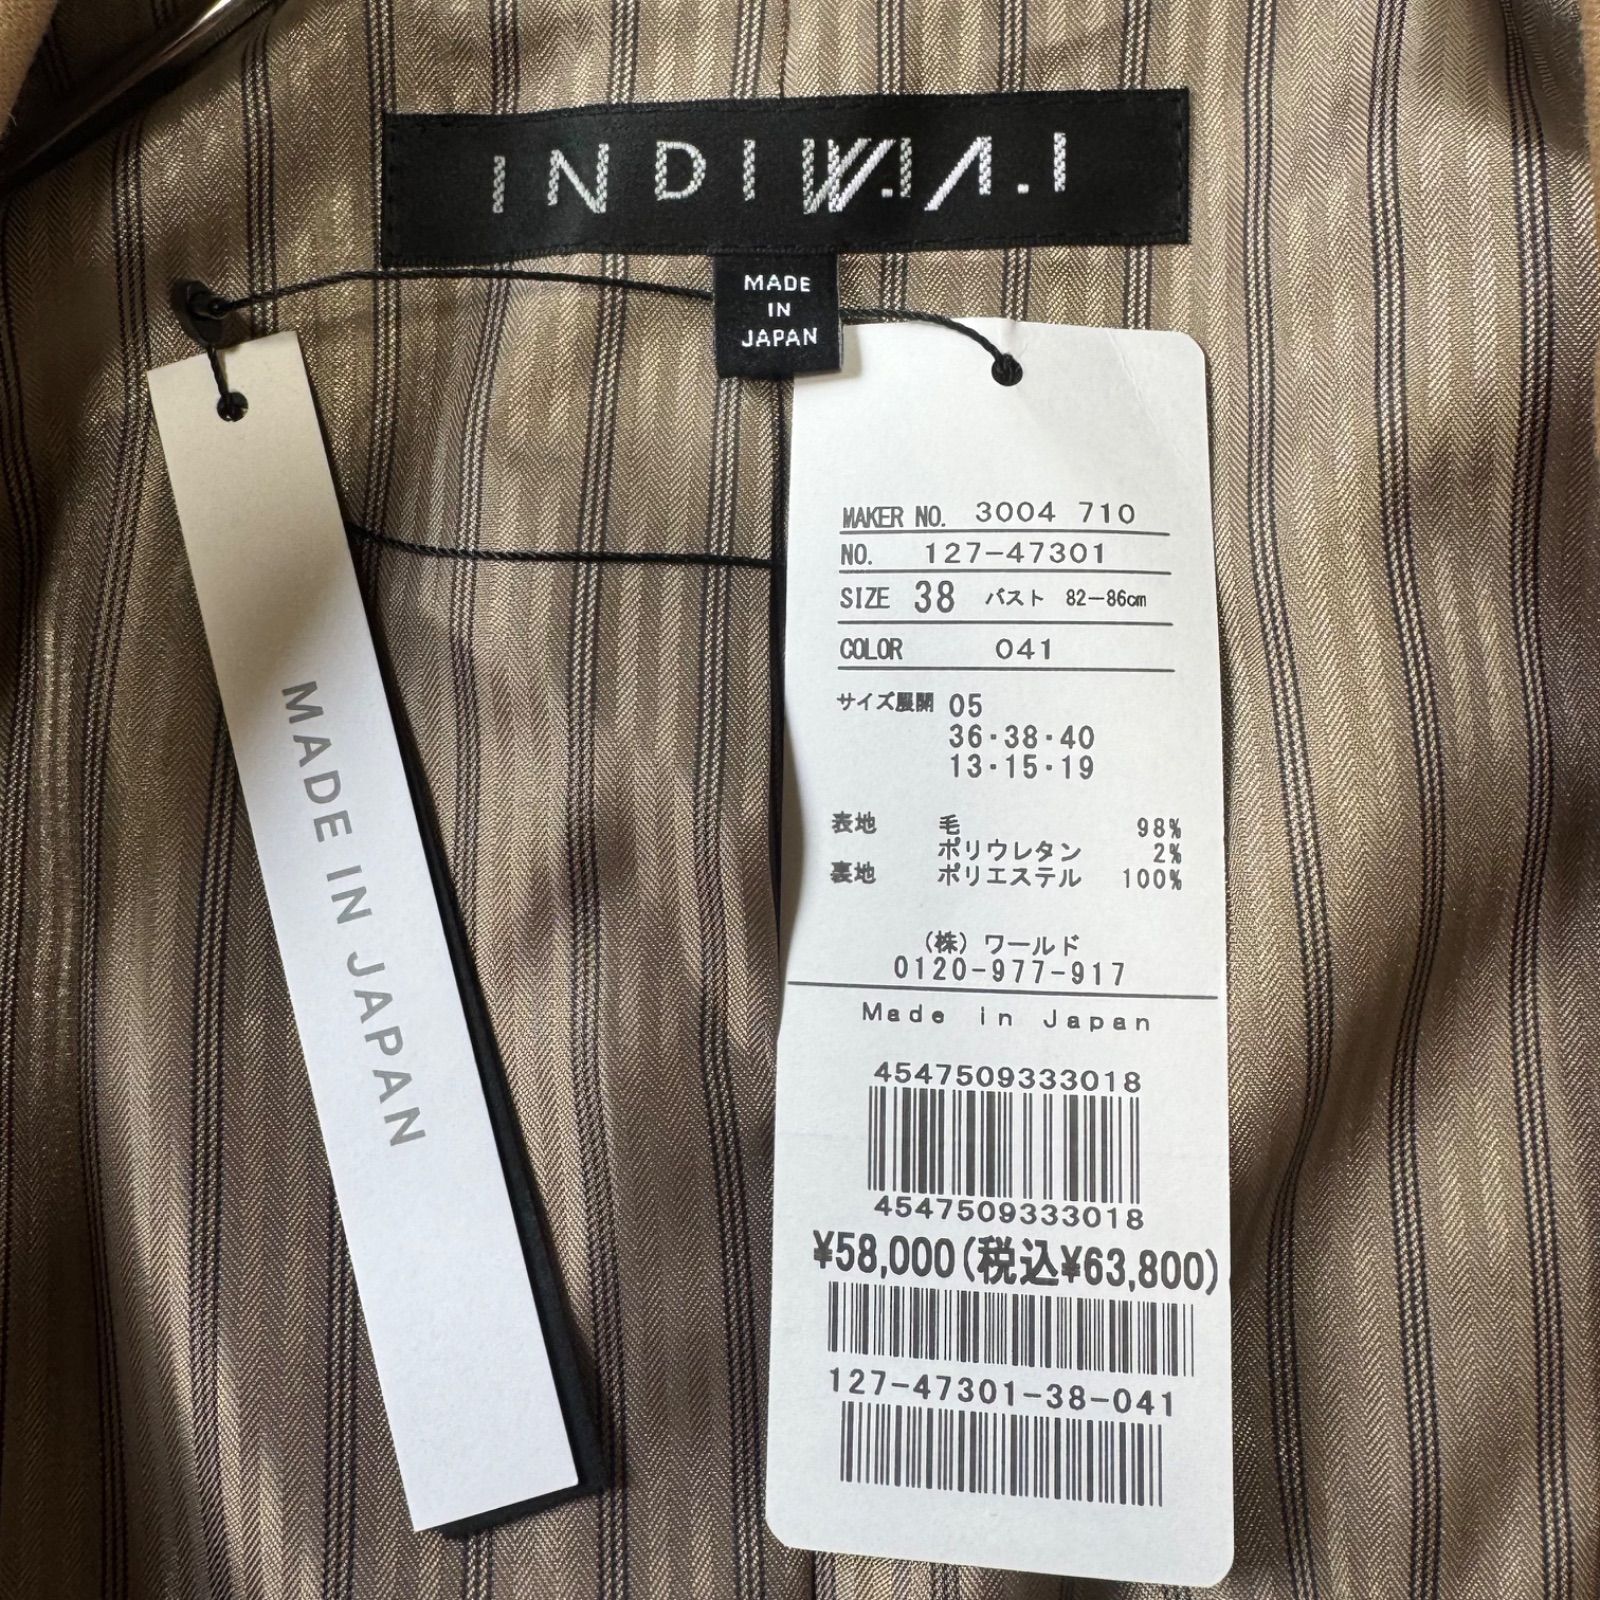 INDIVI W.A.I
MADE
IN
JAPAN
MADE IN JAPAN
MAKER NO. 3004 710
NO. 127-47301
SIZE 38 バスト 82-86cm
COLOR 041
サイズ展開 05
36・38・40
13・15・19
表地 毛 98%
ポリウレタン 2%
裏地 ポリエステル 100%
(株) ワールド
0120-977-917
Made in Japan
4547509333018
4547509333018
¥58,000(税込¥63,800)
127-47301-38-041